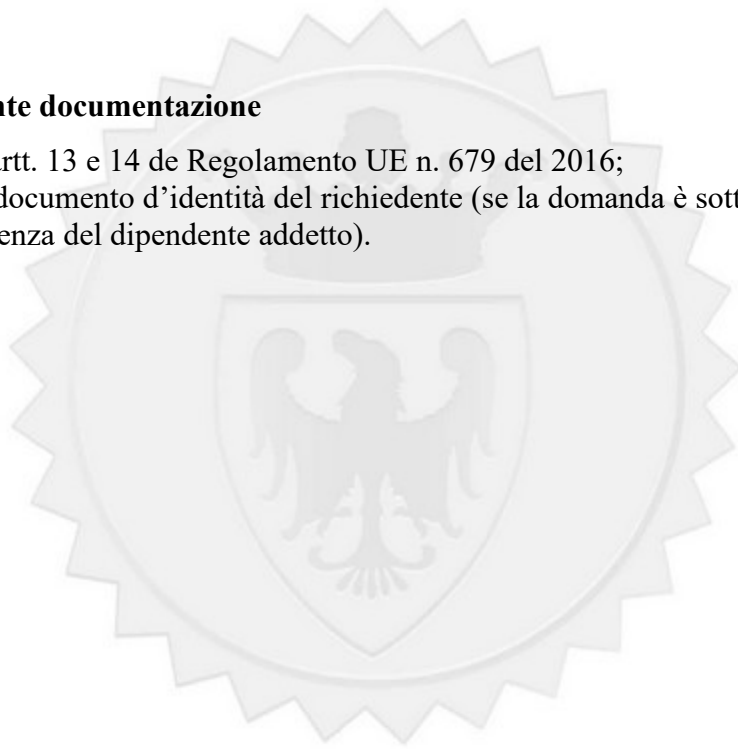 nte documentazione
rtt. 13 e 14 de Regolamento UE n. 679 del 2016;
documento d’identità del richiedente (se la domanda è sott
enza del dipendente addetto).